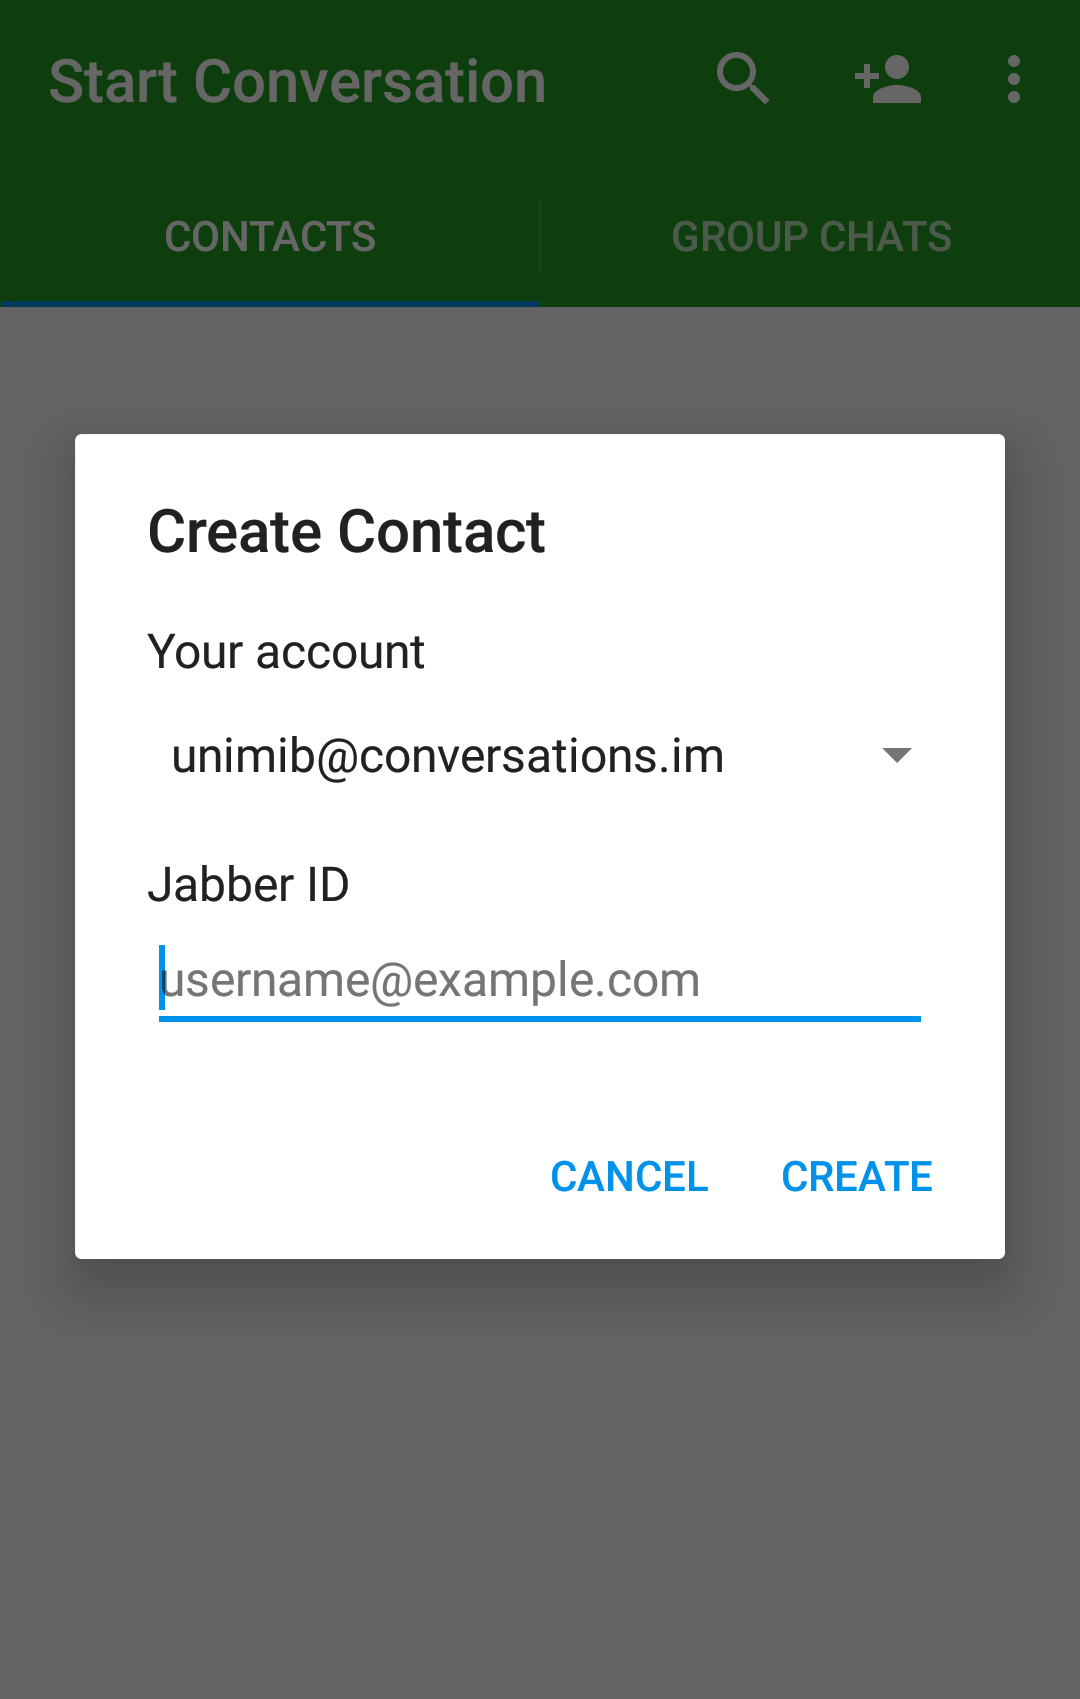 Start Conversation
CONTACTS
GROUP CHATS
Create Contact
Your account
unimib@conversations.im
Jabber ID
username@example.com
CANCEL
CREATE